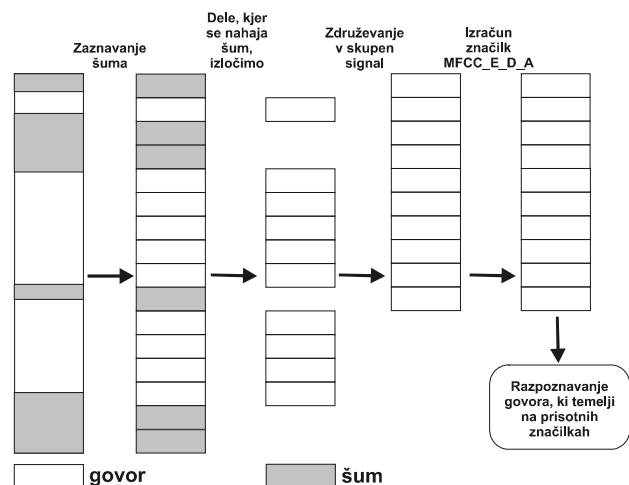 Zaznavanje
šuma
Dele, kjer
se nahaja
šum,
izločimo
Združevanje
v skupen
signal
Izračun
značilk
MFCC_E_D_A
Razpoznavanje
govora, ki temelji
na prisotnih
značilkah
govor
šum